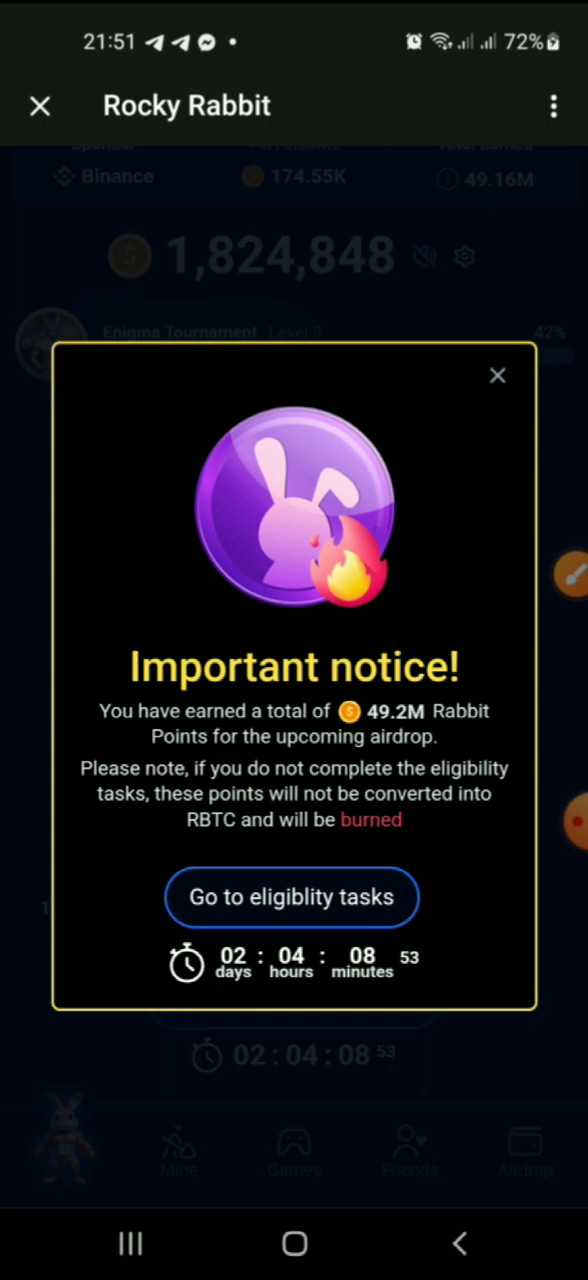 21:51
72%
Rocky Rabbit
Binance 174.55K 49.16M
1,824,848
Enigma Tournament Level 9 42%
Important notice!
You have earned a total of 49.2M Rabbit
Points for the upcoming airdrop.
Please note, if you do not complete the eligibility
tasks, these points will not be converted into
RBTC and will be burned
Go to eligiblity tasks
02 : 04 : 08 53
days hours minutes
02 : 04 : 08 53
Mine Games Friends Airdrop